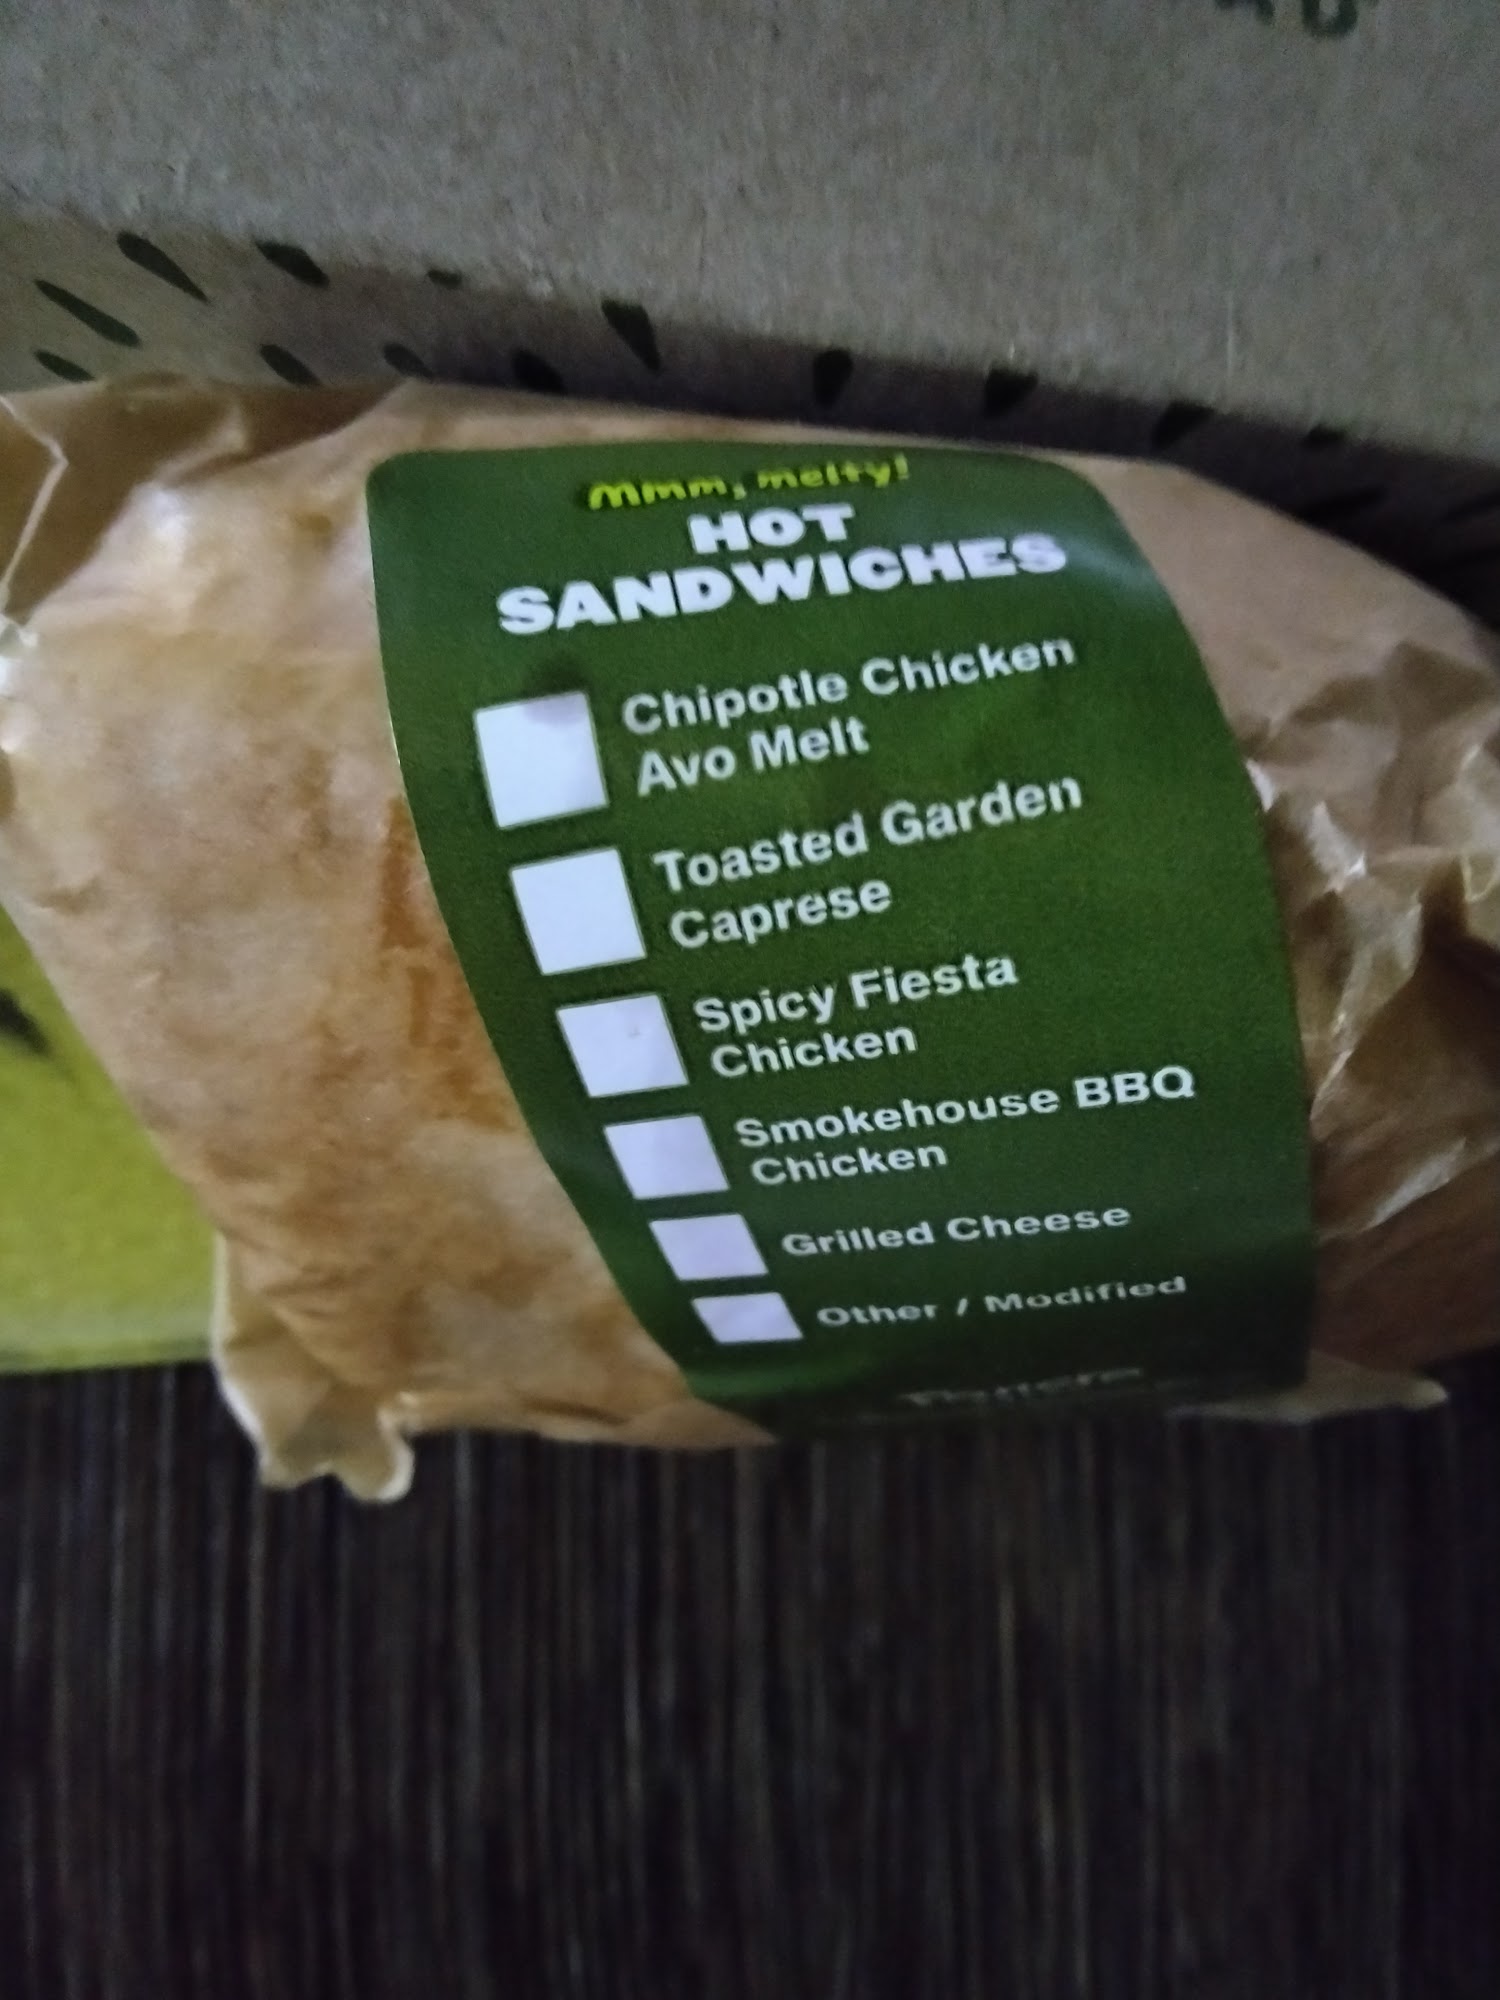 Mmm, melty!
HOT
SANDWICHES
Chipotle Chicken
Avo Melt
Toasted Garden
Caprese
Spicy Fiesta
Chicken
Smokehouse BBQ
Chicken
Grilled Cheese
Other / Modified